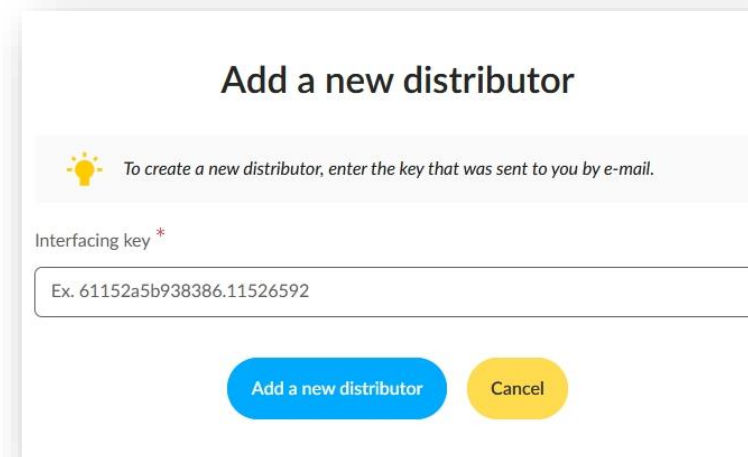 Add a new distributor
To create a new distributor, enter the key that was sent to you by e-mail.
Interfacing key *
Ex. 61152a5b938386.11526592
Add a new distributor
Cancel